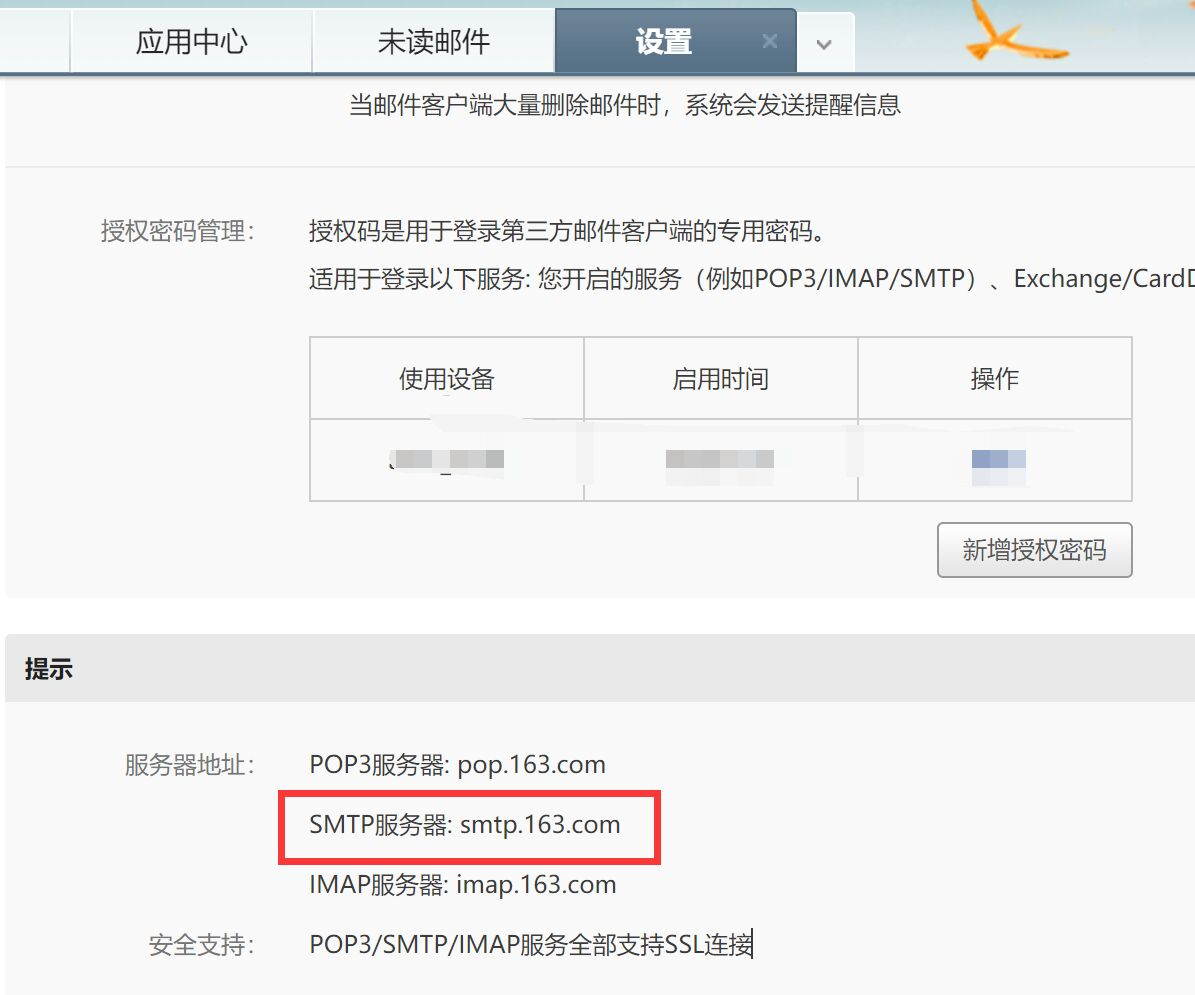 应用中心
未读邮件
设置
当邮件客户端大量删除邮件时，系统会发送提醒信息
授权密码管理：
授权码是用于登录第三方邮件客户端的专用密码。
适用于登录以下服务: 您开启的服务（例如POP3/IMAP/SMTP）、Exchange/CardD
使用设备
启用时间
操作
新增授权密码
提示
服务器地址：
POP3服务器: pop.163.com
SMTP服务器: smtp.163.com
IMAP服务器: imap.163.com
安全支持：
POP3/SMTP/IMAP服务全部支持SSL连接